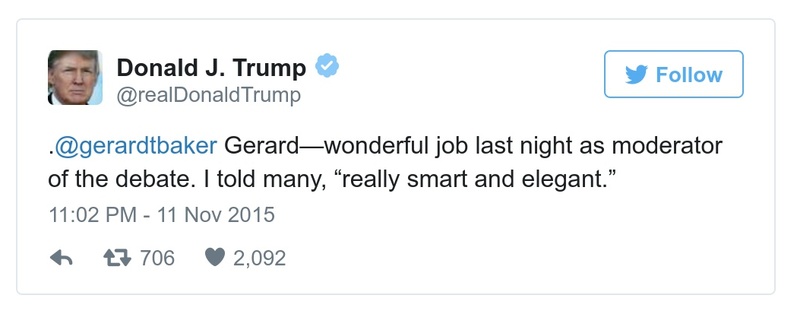 Donald J. Trump
@realDonaldTrump
Follow
.@gerardtbaker Gerard—wonderful job last night as moderator
of the debate. I told many, “really smart and elegant.”
11:02 PM - 11 Nov 2015
706 2,092